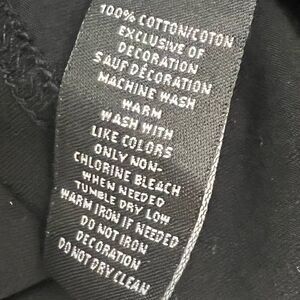 100% COTTON/COTON
EXCLUSIVE OF
DECORATION
SAUF DÉCORATION
MACHINE WASH
WARM
WASH WITH
LIKE COLORS
ONLY NON-
CHLORINE BLEACH
WHEN NEEDED
TUMBLE DRY LOW
WARM IRON IF NEEDED
DO NOT IRON
DECORATION
DO NOT DRY CLEAN